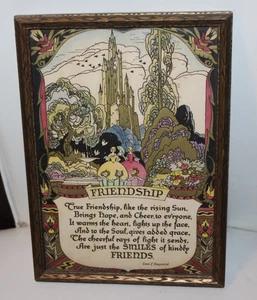 FRIENDSHIP
True Friendship, like the rising Sun,
Brings Hope, and Cheer, to ev'ryone.
It warms the heart, lights up the face,
And to the Soul, gives added grace.
The cheerful rays of light it sends,
Are just the SMILES of kindly
FRIENDS.